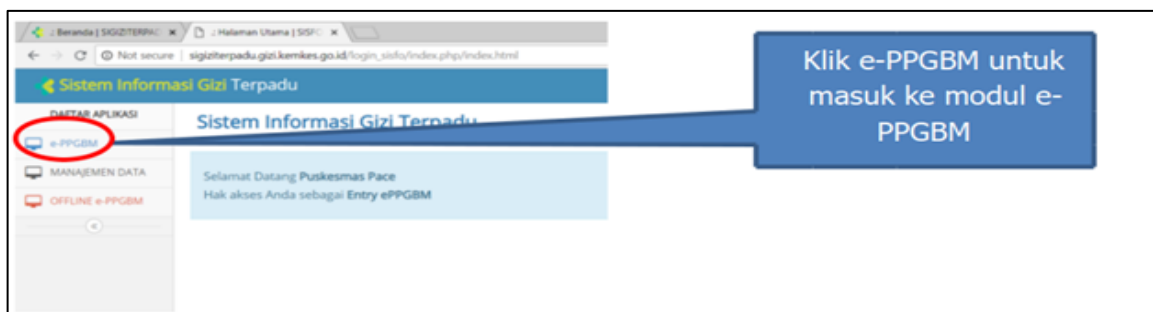 .: Beranda | SIGIZITERPAD
.: Halaman Utama | SISFO
Not secure | sigiziterpadu.gizi.kemkes.go.id/login_sisfo/index.php/index.html
Sistem Informasi Gizi Terpadu
DAFTAR APLIKASI
Sistem Informasi Gizi Terpadu
e-PPGBM
MANAJEMEN DATA
OFFLINE e-PPGBM
Selamat Datang Puskesmas Pace
Hak akses Anda sebagai Entry ePPGBM
Klik e-PPGBM untuk
masuk ke modul e-
PPGBM